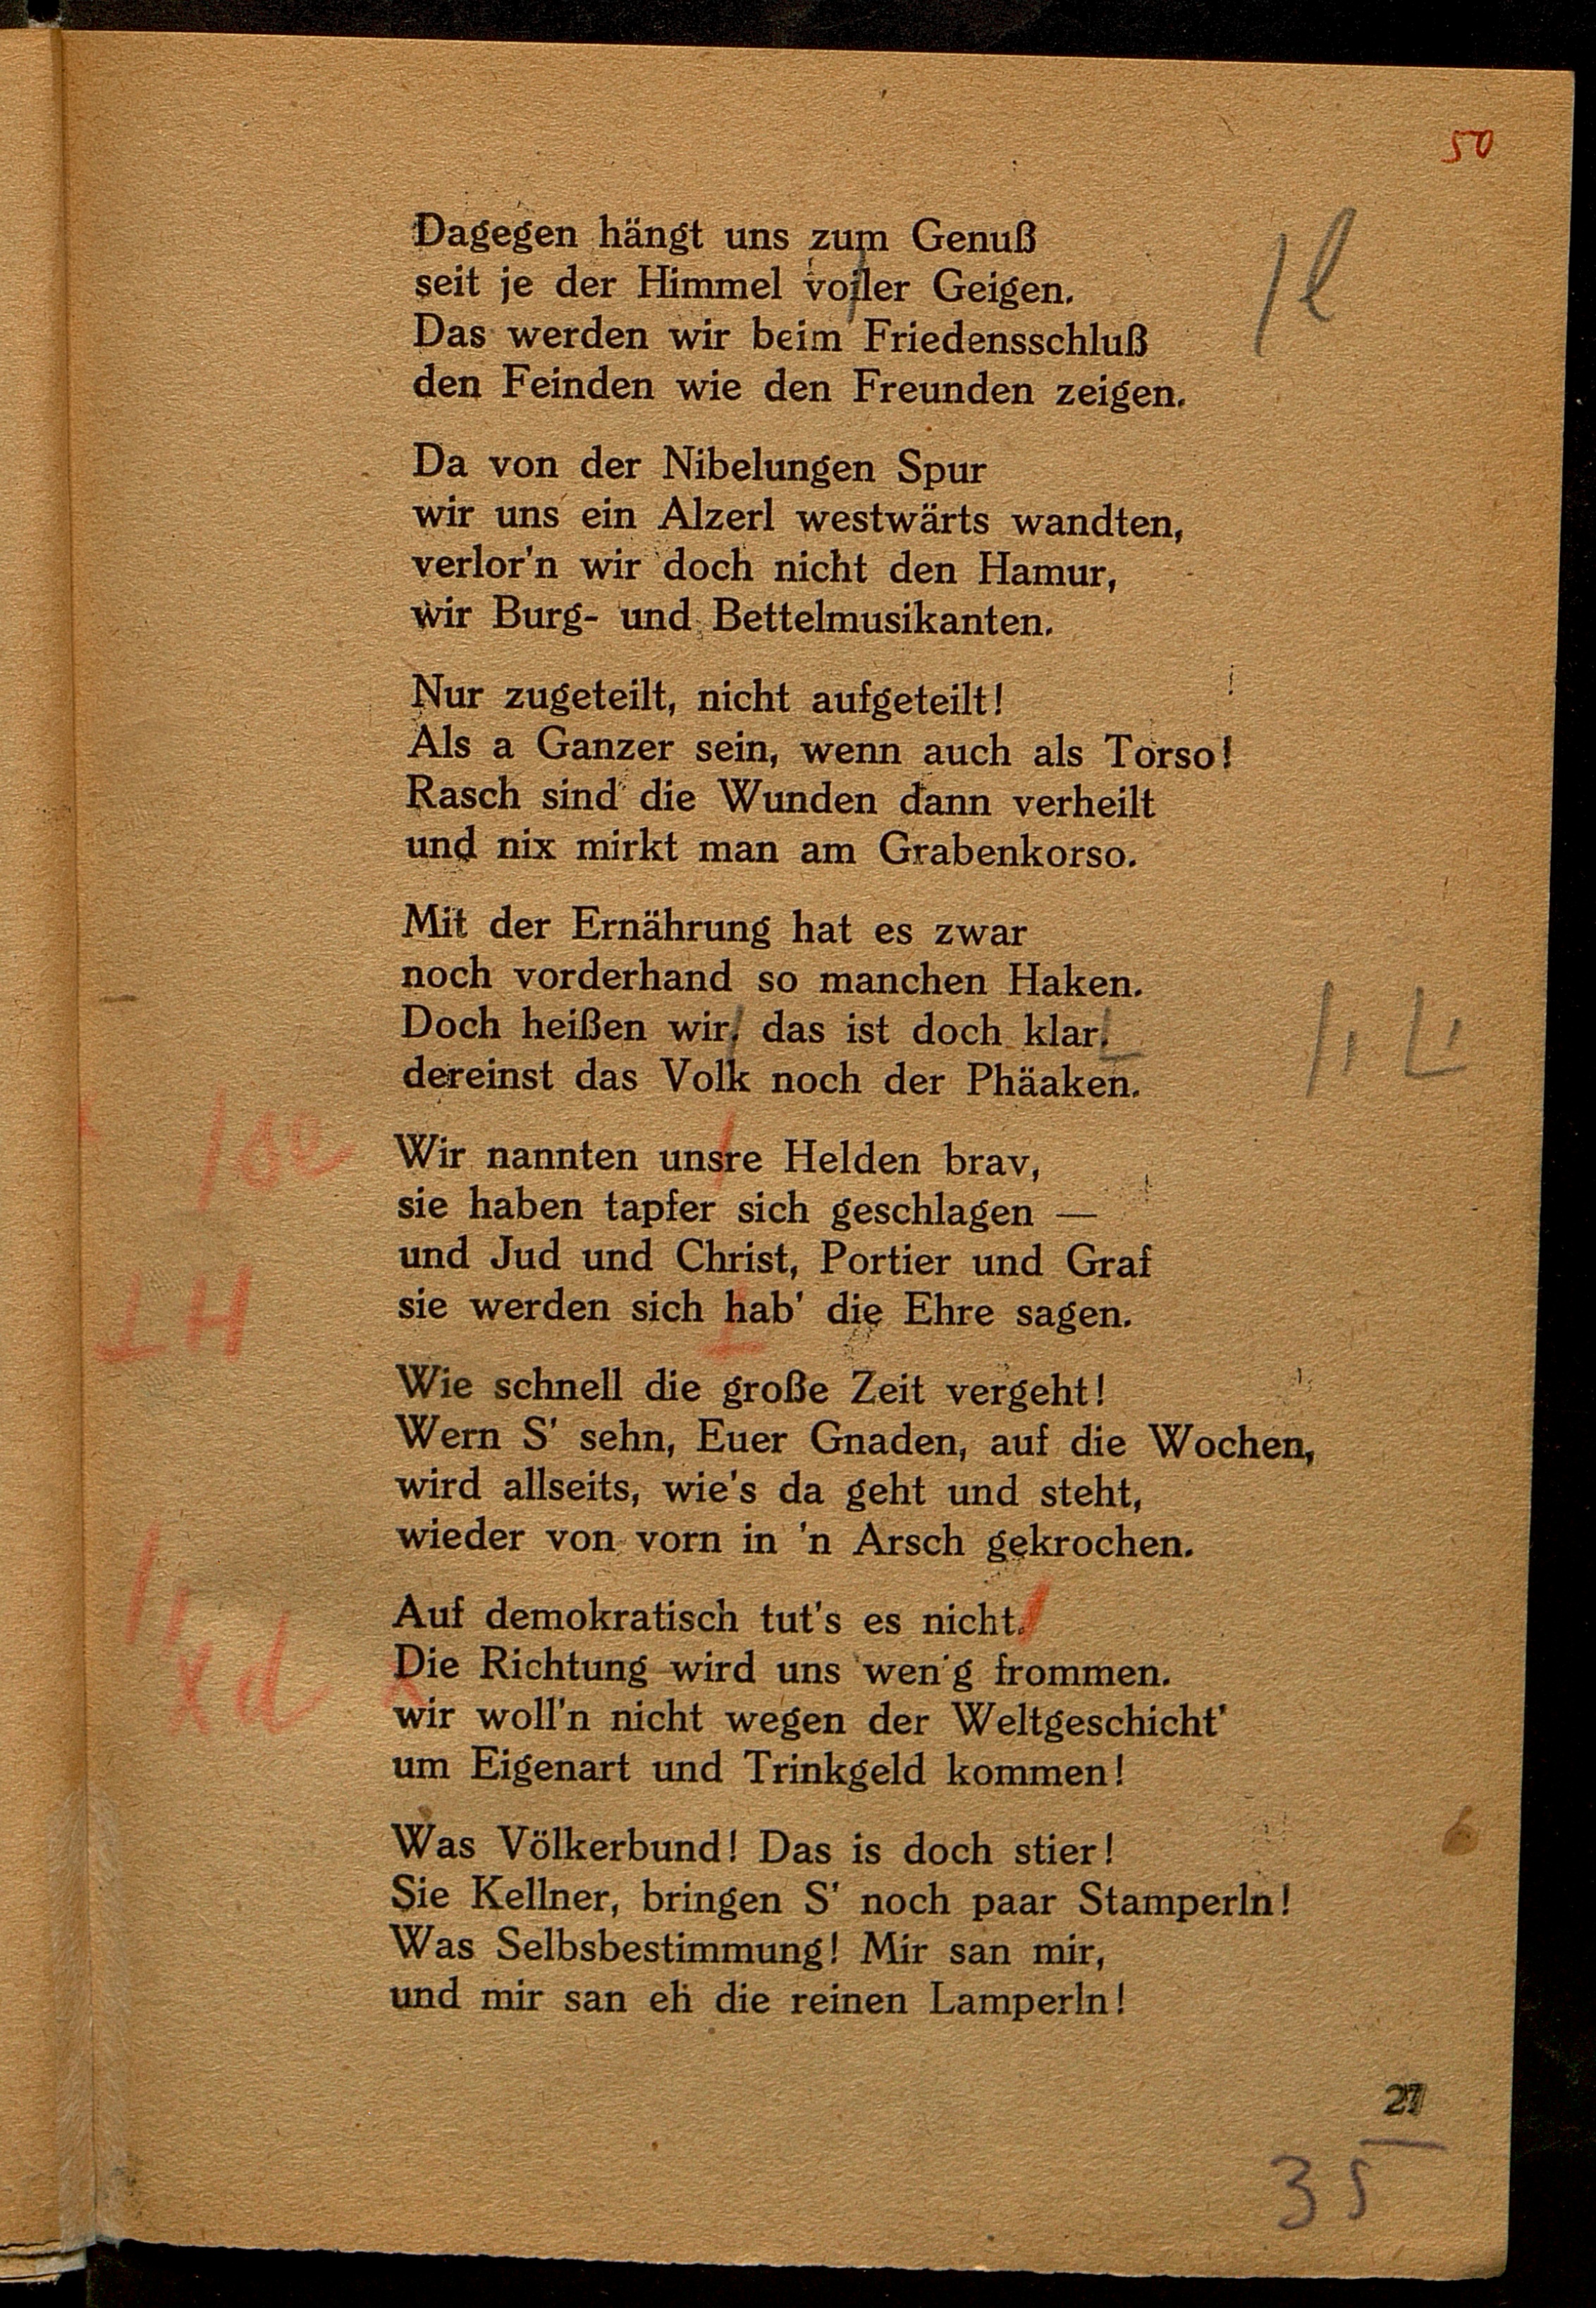 50
Dagegen hängt uns zum Genuß
seit je der Himmel voller Geigen.
Das werden wir beim Friedensschluß
den Feinden wie den Freunden zeigen.
Da von der Nibelungen Spur
wir uns ein Alzerl westwärts wandten,
verlor'n wir doch nicht den Hamur,
wir Burg- und Bettelmusikanten.
Nur zugeteilt, nicht aufgeteilt!
Als a Ganzer sein, wenn auch als Torso!
Rasch sind die Wunden dann verheilt
und nix mirkt man am Grabenkorso.
Mit der Ernährung hat es zwar
noch vorderhand so manchen Haken.
Doch heißen wir, das ist doch klar,
dereinst das Volk noch der Phäaken.
Wir nannten unsre Helden brav,
sie haben tapfer sich geschlagen —
und Jud und Christ, Portier und Graf
sie werden sich hab' die Ehre sagen.
Wie schnell die große Zeit vergeht!
Wern S' sehn, Euer Gnaden, auf die Wochen,
wird allseits, wie's da geht und steht,
wieder von vorn in 'n Arsch gekrochen.
Auf demokratisch tut's es nicht.
Die Richtung wird uns wen'g frommen.
wir woll'n nicht wegen der Weltgeschicht'
um Eigenart und Trinkgeld kommen!
Was Völkerbund! Das is doch stier!
Sie Kellner, bringen S' noch paar Stamperln!
Was Selbsbestimmung! Mir san mir,
und mir san eh die reinen Lamperln!
27
35